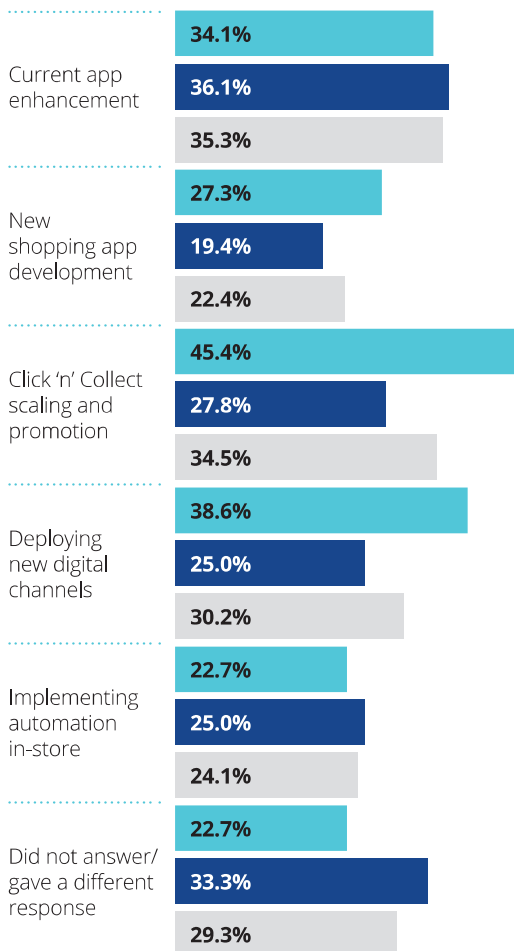 34.1%
Current app
enhancement
36.1%
35.3%
27.3%
New
shopping app
development
19.4%
22.4%
45.4%
Click ‘n’ Collect
scaling and
promotion
27.8%
34.5%
38.6%
Deploying
new digital
channels
25.0%
30.2%
22.7%
Implementing
automation
in-store
25.0%
24.1%
22.7%
Did not answer/
gave a different
response
33.3%
29.3%